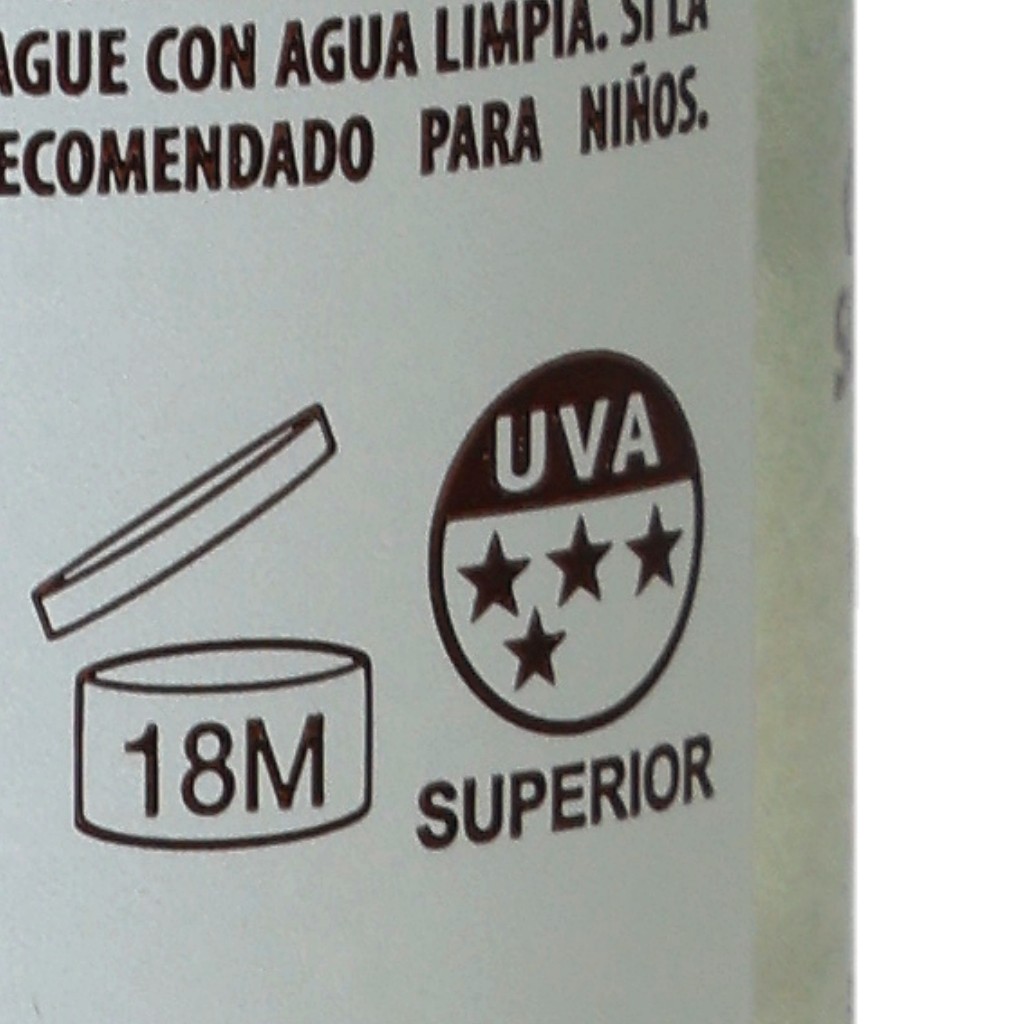 AGUE CON AGUA LIMPIA. SI LA
ECOMENDADO PARA NIÑOS.
UVA
18M
SUPERIOR